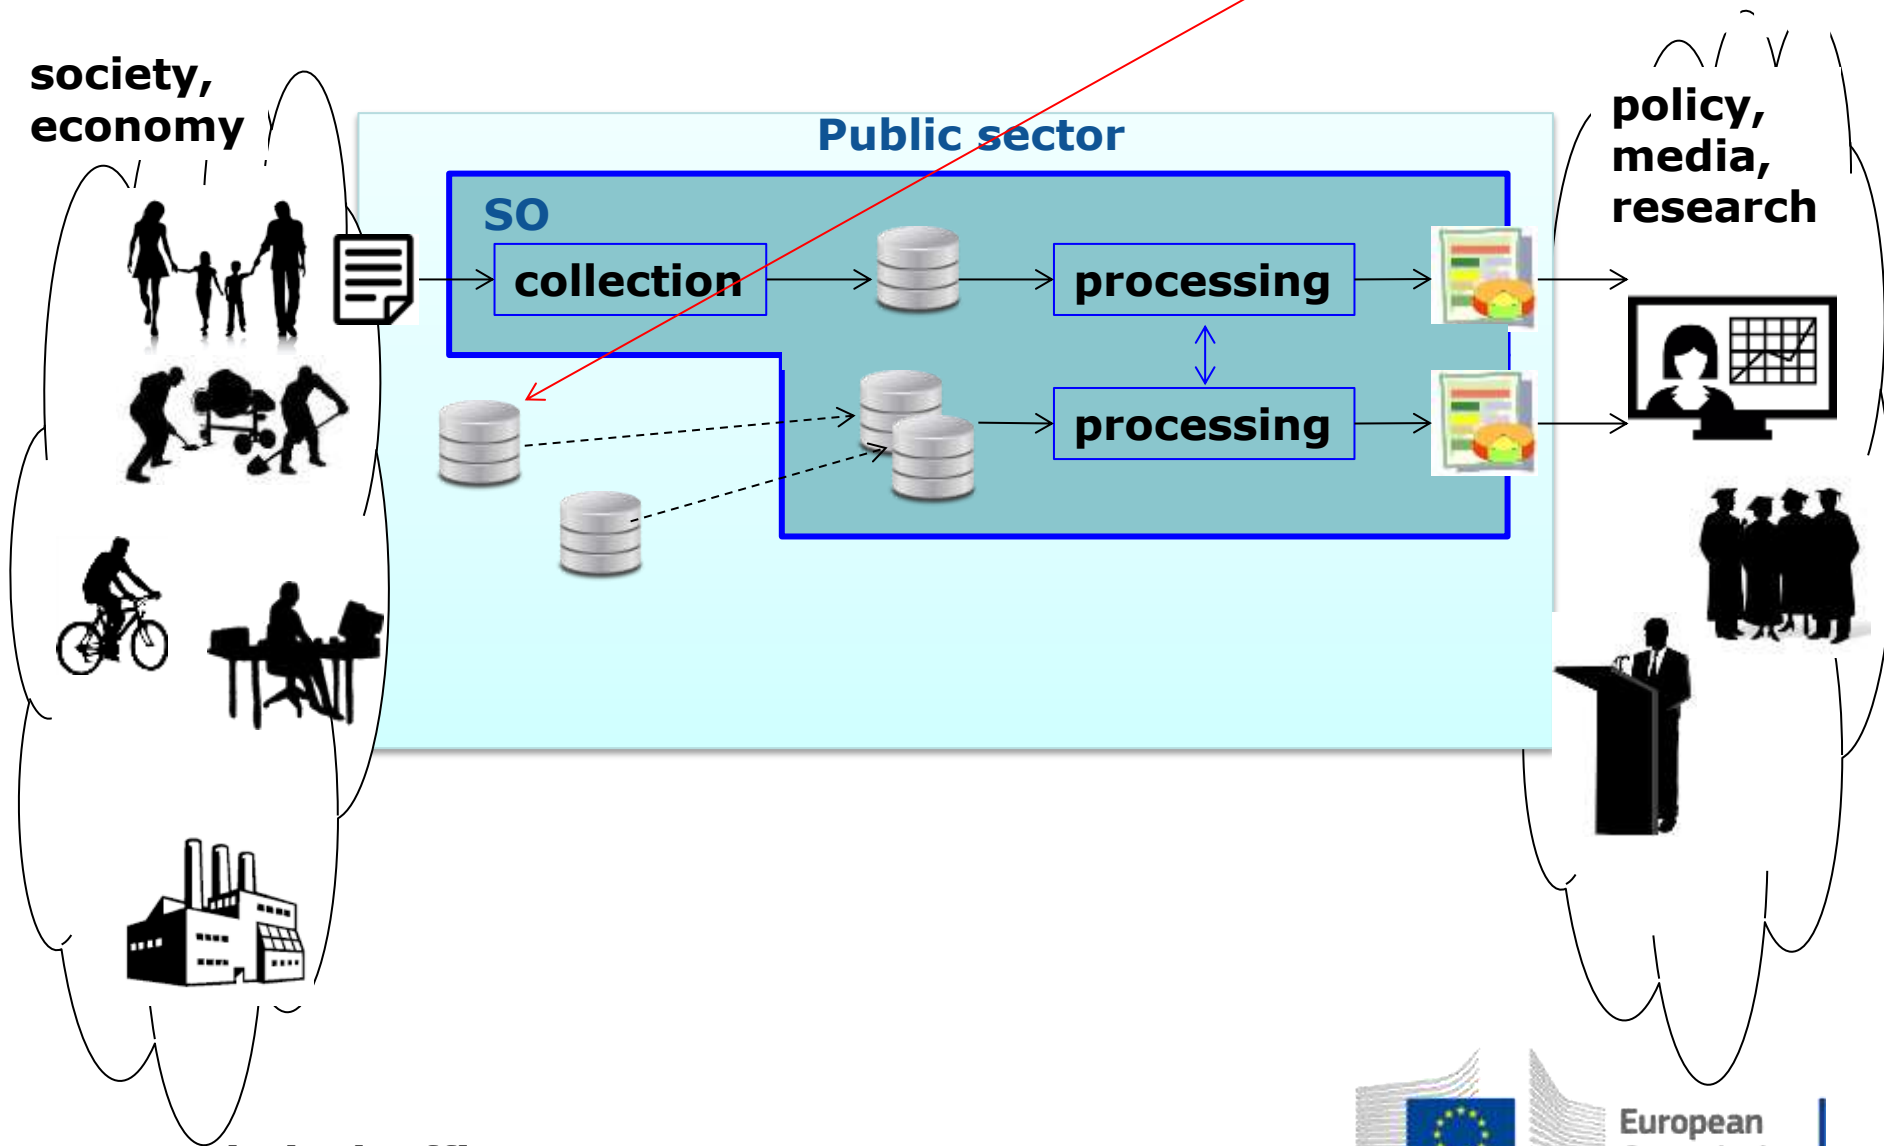 society,
economy
Public sector
policy,
media,
research
SO
collection
processing
processing
European